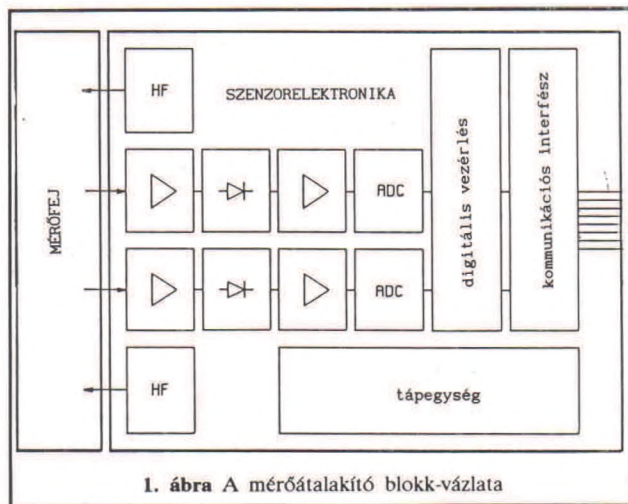 HF
SZENZORELEKTRONIKA
MÉRŐFEJ
ADC
ADC
digitális vezérlés
kommunikációs interfész
HF
tápegység
1. ábra A mérőátalakító blokk-vázlata